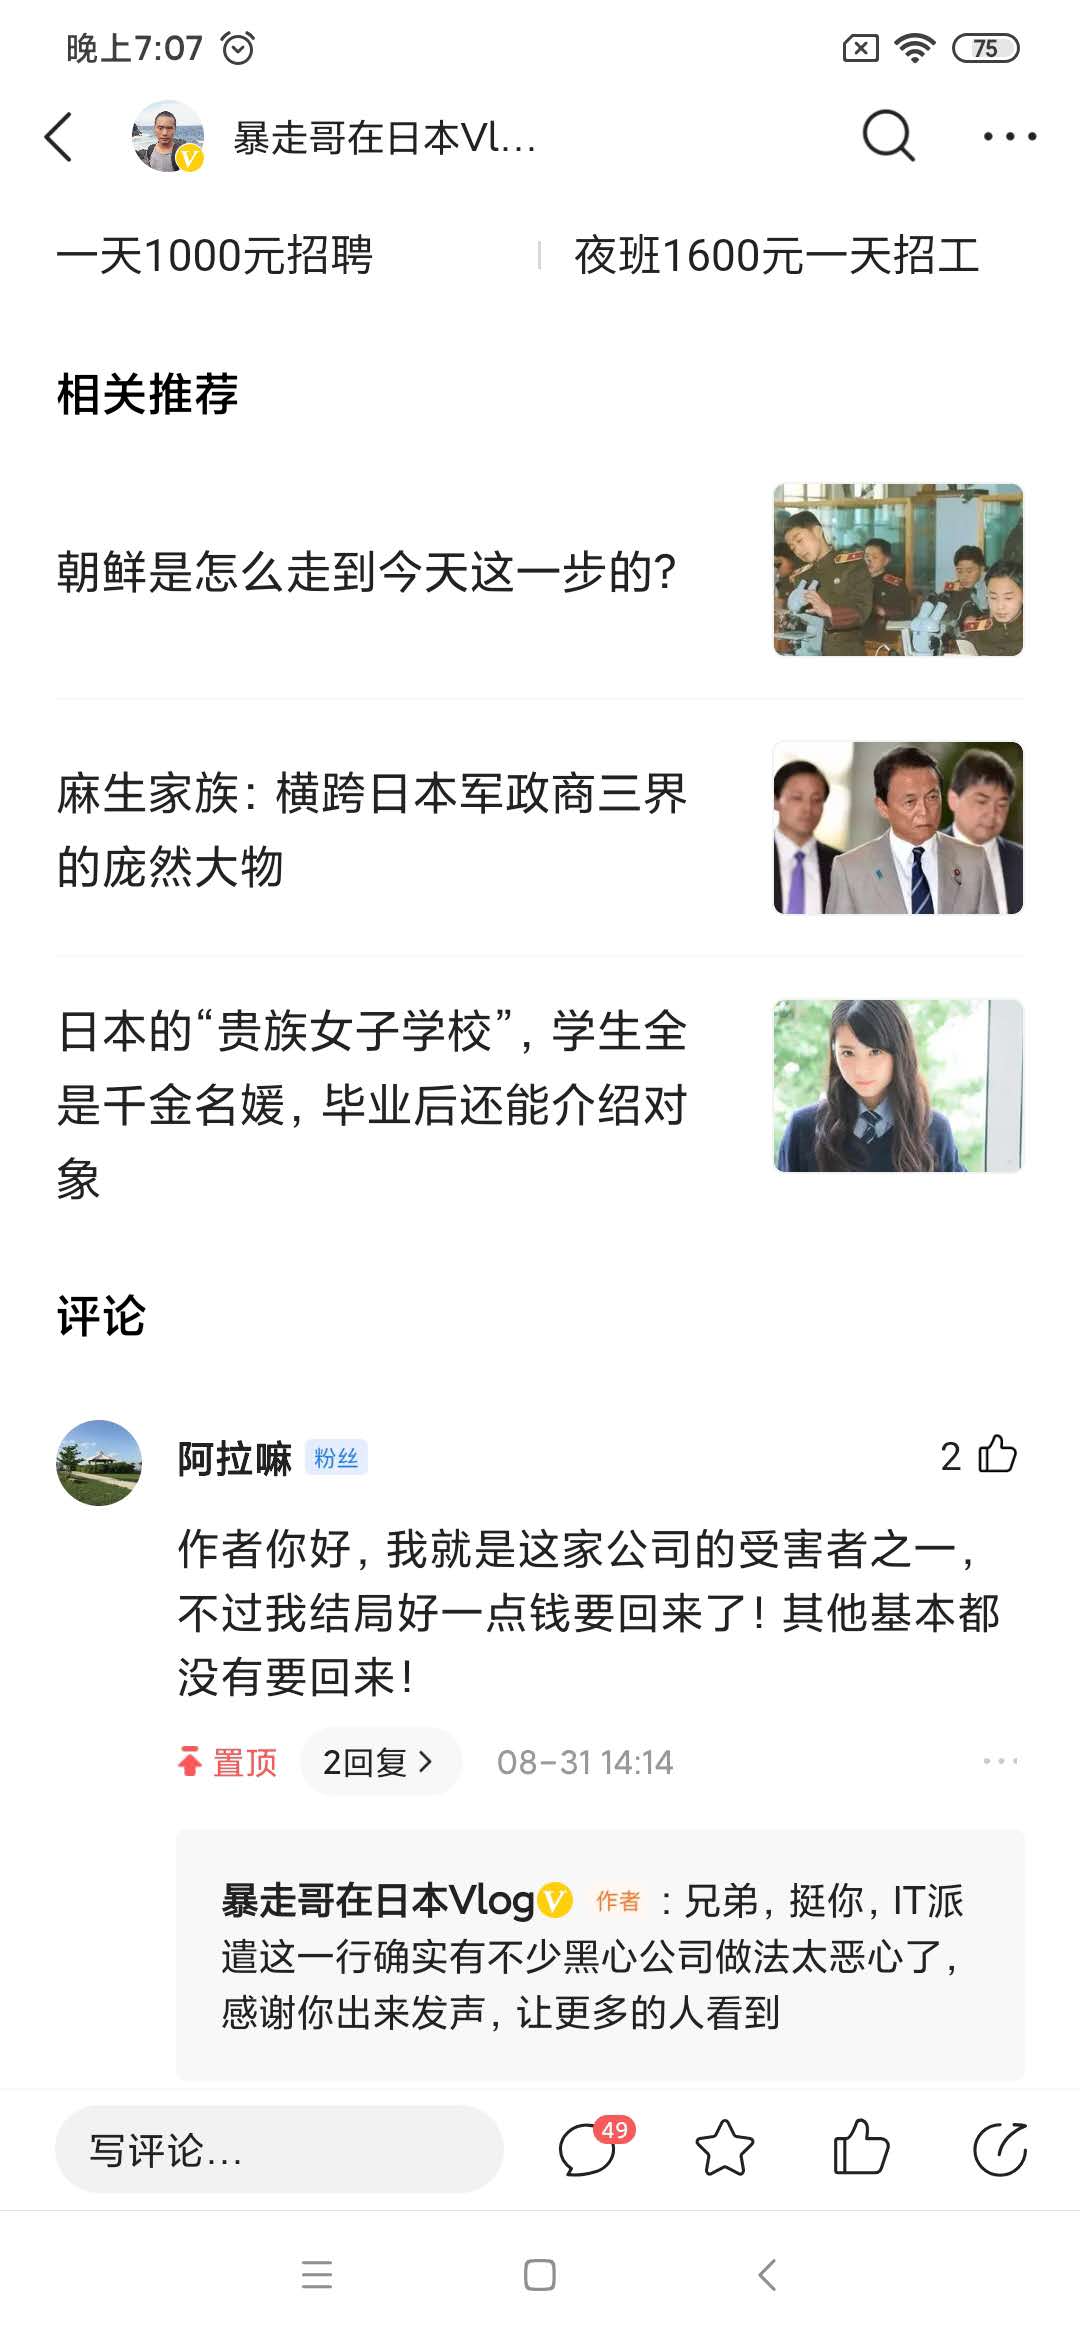 晚上7:07
75
暴走哥在日本Vl...
一天1000元招聘
夜班1600元一天招工
相关推荐
朝鲜是怎么走到今天这一步的?
麻生家族：横跨日本军政商三界
的庞然大物
日本的“贵族女子学校”，学生全
是千金名媛，毕业后还能介绍对
象
评论
阿拉嘛 粉丝
2
作者你好，我就是这家公司的受害者之一，
不过我结局好一点钱要回来了！其他基本都
没有要回来！
置顶 2回复 08-31 14:14
暴走哥在日本Vlog V 作者：兄弟，挺你，IT派
遣这一行确实有不少黑心公司做法太恶心了，
感谢你出来发声，让更多的人看到
写评论...
49